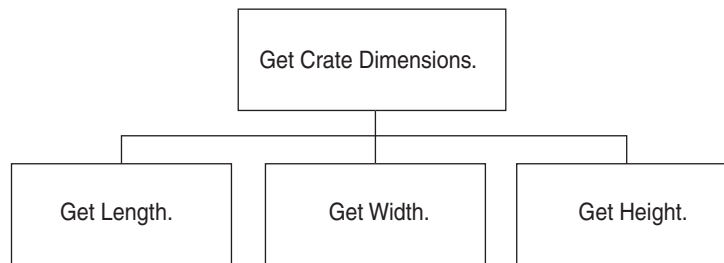 Get Crate Dimensions.
Get Length.
Get Width.
Get Height.